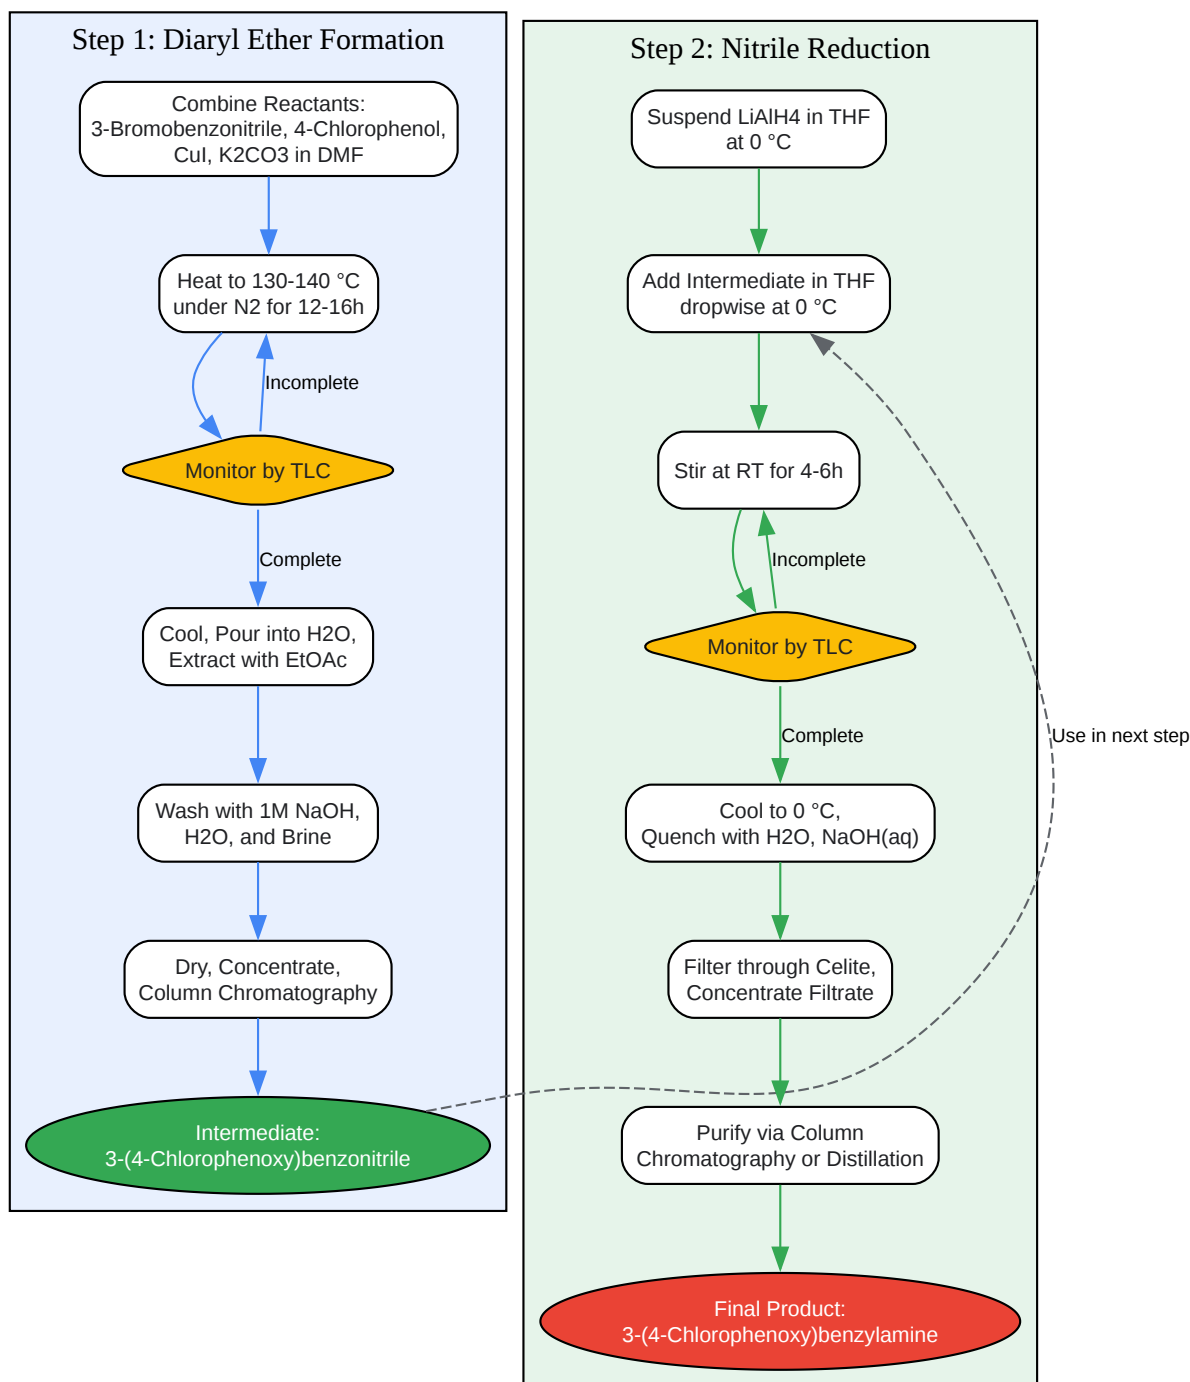 Step 1: Diaryl Ether Formation
Combine Reactants:
3-Bromobenzonitrile, 4-Chlorophenol,
CuI, K2CO3 in DMF
Heat to 130-140 °C
under N2 for 12-16h
Incomplete
Monitor by TLC
Complete
Cool, Pour into H2O,
Extract with EtOAc
Wash with 1M NaOH,
H2O, and Brine
Dry, Concentrate,
Column Chromatography
Intermediate:
3-(4-Chlorophenoxy)benzonitrile
Step 2: Nitrile Reduction
Suspend LiAlH4 in THF
at 0 °C
Add Intermediate in THF
dropwise at 0 °C
Stir at RT for 4-6h
Incomplete
Monitor by TLC
Complete
Use in next step
Cool to 0 °C,
Quench with H2O, NaOH(aq)
Filter through Celite,
Concentrate Filtrate
Purify via Column
Chromatography or Distillation
Final Product:
3-(4-Chlorophenoxy)benzylamine